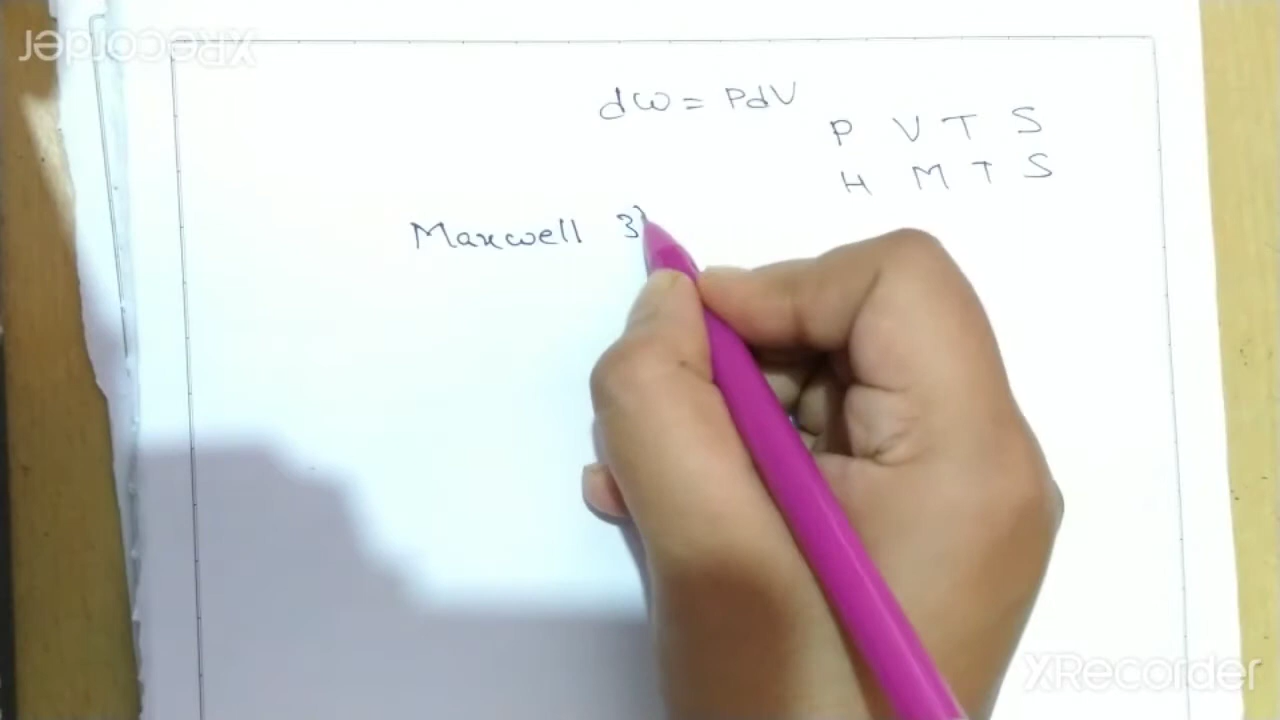 XRecorder
dw = PdV
P V T S
H M T S
Maxwell 3
XRecorder